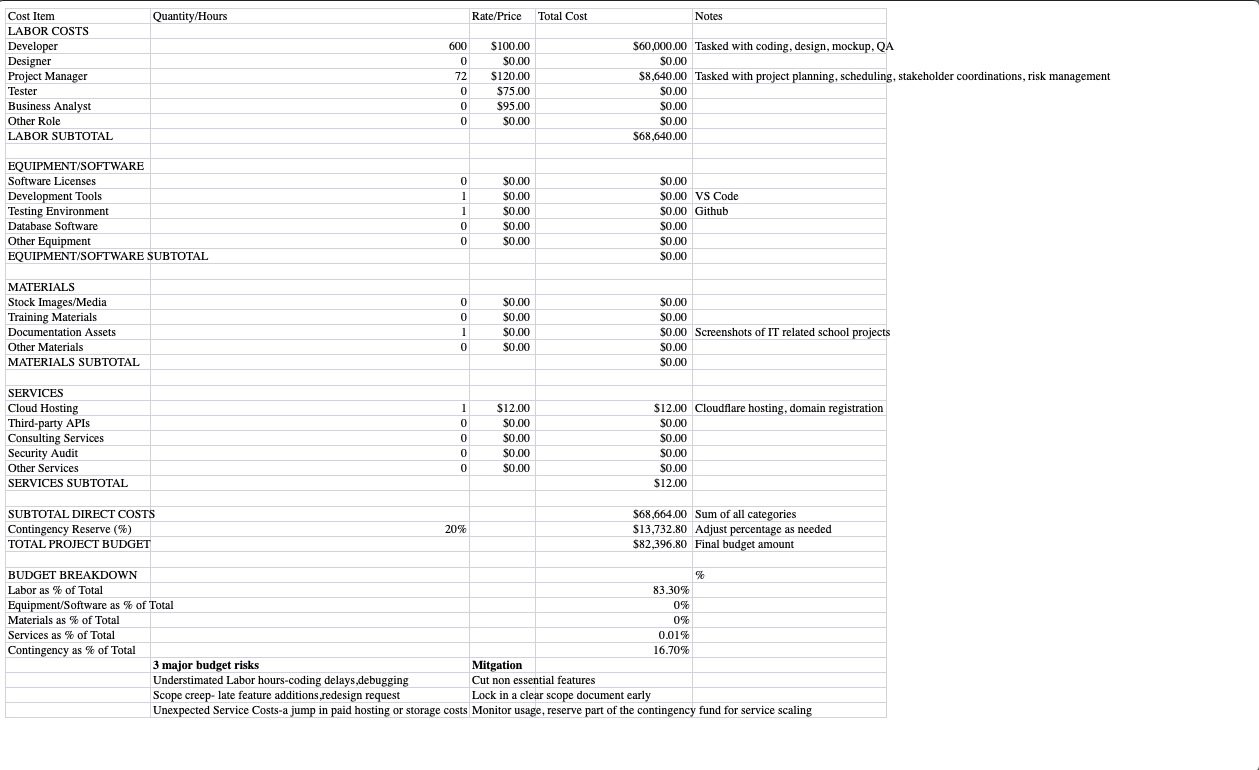 Cost Item Quantity/Hours Rate/Price Total Cost Notes
LABOR COSTS
Developer 600 $100.00 $60,000.00 Tasked with coding, design, mockup, QA
Designer 0 $0.00 $0.00
Project Manager 72 $120.00 $8,640.00 Tasked with project planning, scheduling, stakeholder coordinations, risk management
Tester 0 $75.00 $0.00
Business Analyst 0 $95.00 $0.00
Other Role 0 $0.00 $0.00
LABOR SUBTOTAL $68,640.00
EQUIPMENT/SOFTWARE
Software Licenses 0 $0.00 $0.00
Development Tools 1 $0.00 $0.00 VS Code
Testing Environment 1 $0.00 $0.00 Github
Database Software 0 $0.00 $0.00
Other Equipment 0 $0.00 $0.00
EQUIPMENT/SOFTWARE SUBTOTAL $0.00
MATERIALS
Stock Images/Media 0 $0.00 $0.00
Training Materials 0 $0.00 $0.00
Documentation Assets 1 $0.00 $0.00 Screenshots of IT related school projects
Other Materials 0 $0.00 $0.00
MATERIALS SUBTOTAL $0.00
SERVICES
Cloud Hosting 1 $12.00 $12.00 Cloudflare hosting, domain registration
Third-party APIs 0 $0.00 $0.00
Consulting Services 0 $0.00 $0.00
Security Audit 0 $0.00 $0.00
Other Services 0 $0.00 $0.00
SERVICES SUBTOTAL $12.00
SUBTOTAL DIRECT COSTS $68,664.00 Sum of all categories
Contingency Reserve (%) 20% $13,732.80 Adjust percentage as needed
TOTAL PROJECT BUDGET $82,396.80 Final budget amount
BUDGET BREAKDOWN %
Labor as % of Total 83.30%
Equipment/Software as % of Total 0%
Materials as % of Total 0%
Services as % of Total 0.01%
Contingency as % of Total 16.70%
3 major budget risks Mitgation
Understimated Labor hours-coding delays,debugging Cut non essential features
Scope creep- late feature additions,redesign request Lock in a clear scope document early
Unexpected Service Costs-a jump in paid hosting or storage costs Monitor usage, reserve part of the contingency fund for service scaling